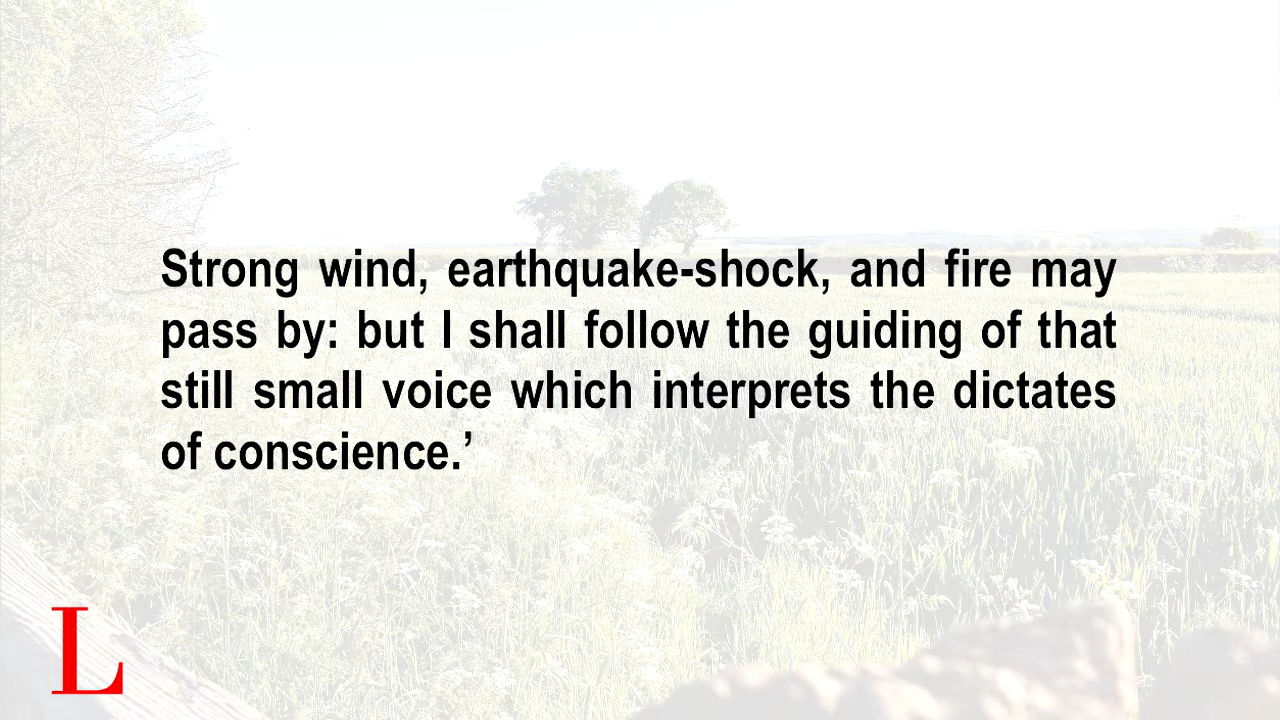 Strong wind, earthquake-shock, and fire may
pass by: but I shall follow the guiding of that
still small voice which interprets the dictates
of conscience.’
L